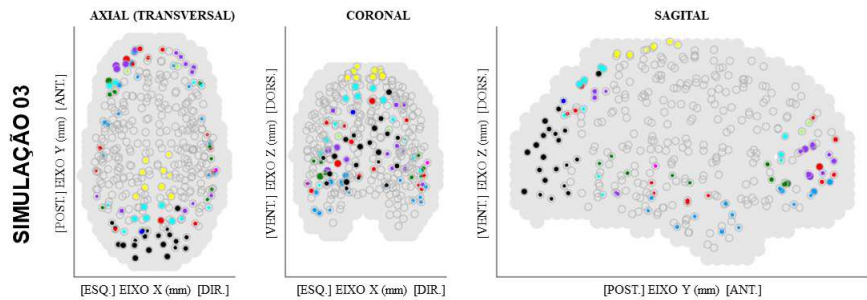 AXIAL (TRANSVERSAL)
CORONAL
SAGITAL
SIMULAÇÃO 03
[POST.] EIXO Y (mm) [ANT.]
[VENT.] EIXO Z (mm) [DORS.]
[VENT.] EIXO Z (mm) [DORS.]
[ESQ.] EIXO X (mm) [DIR.]
[ESQ.] EIXO X (mm) [DIR.]
[POST.] EIXO Y (mm) [ANT.]